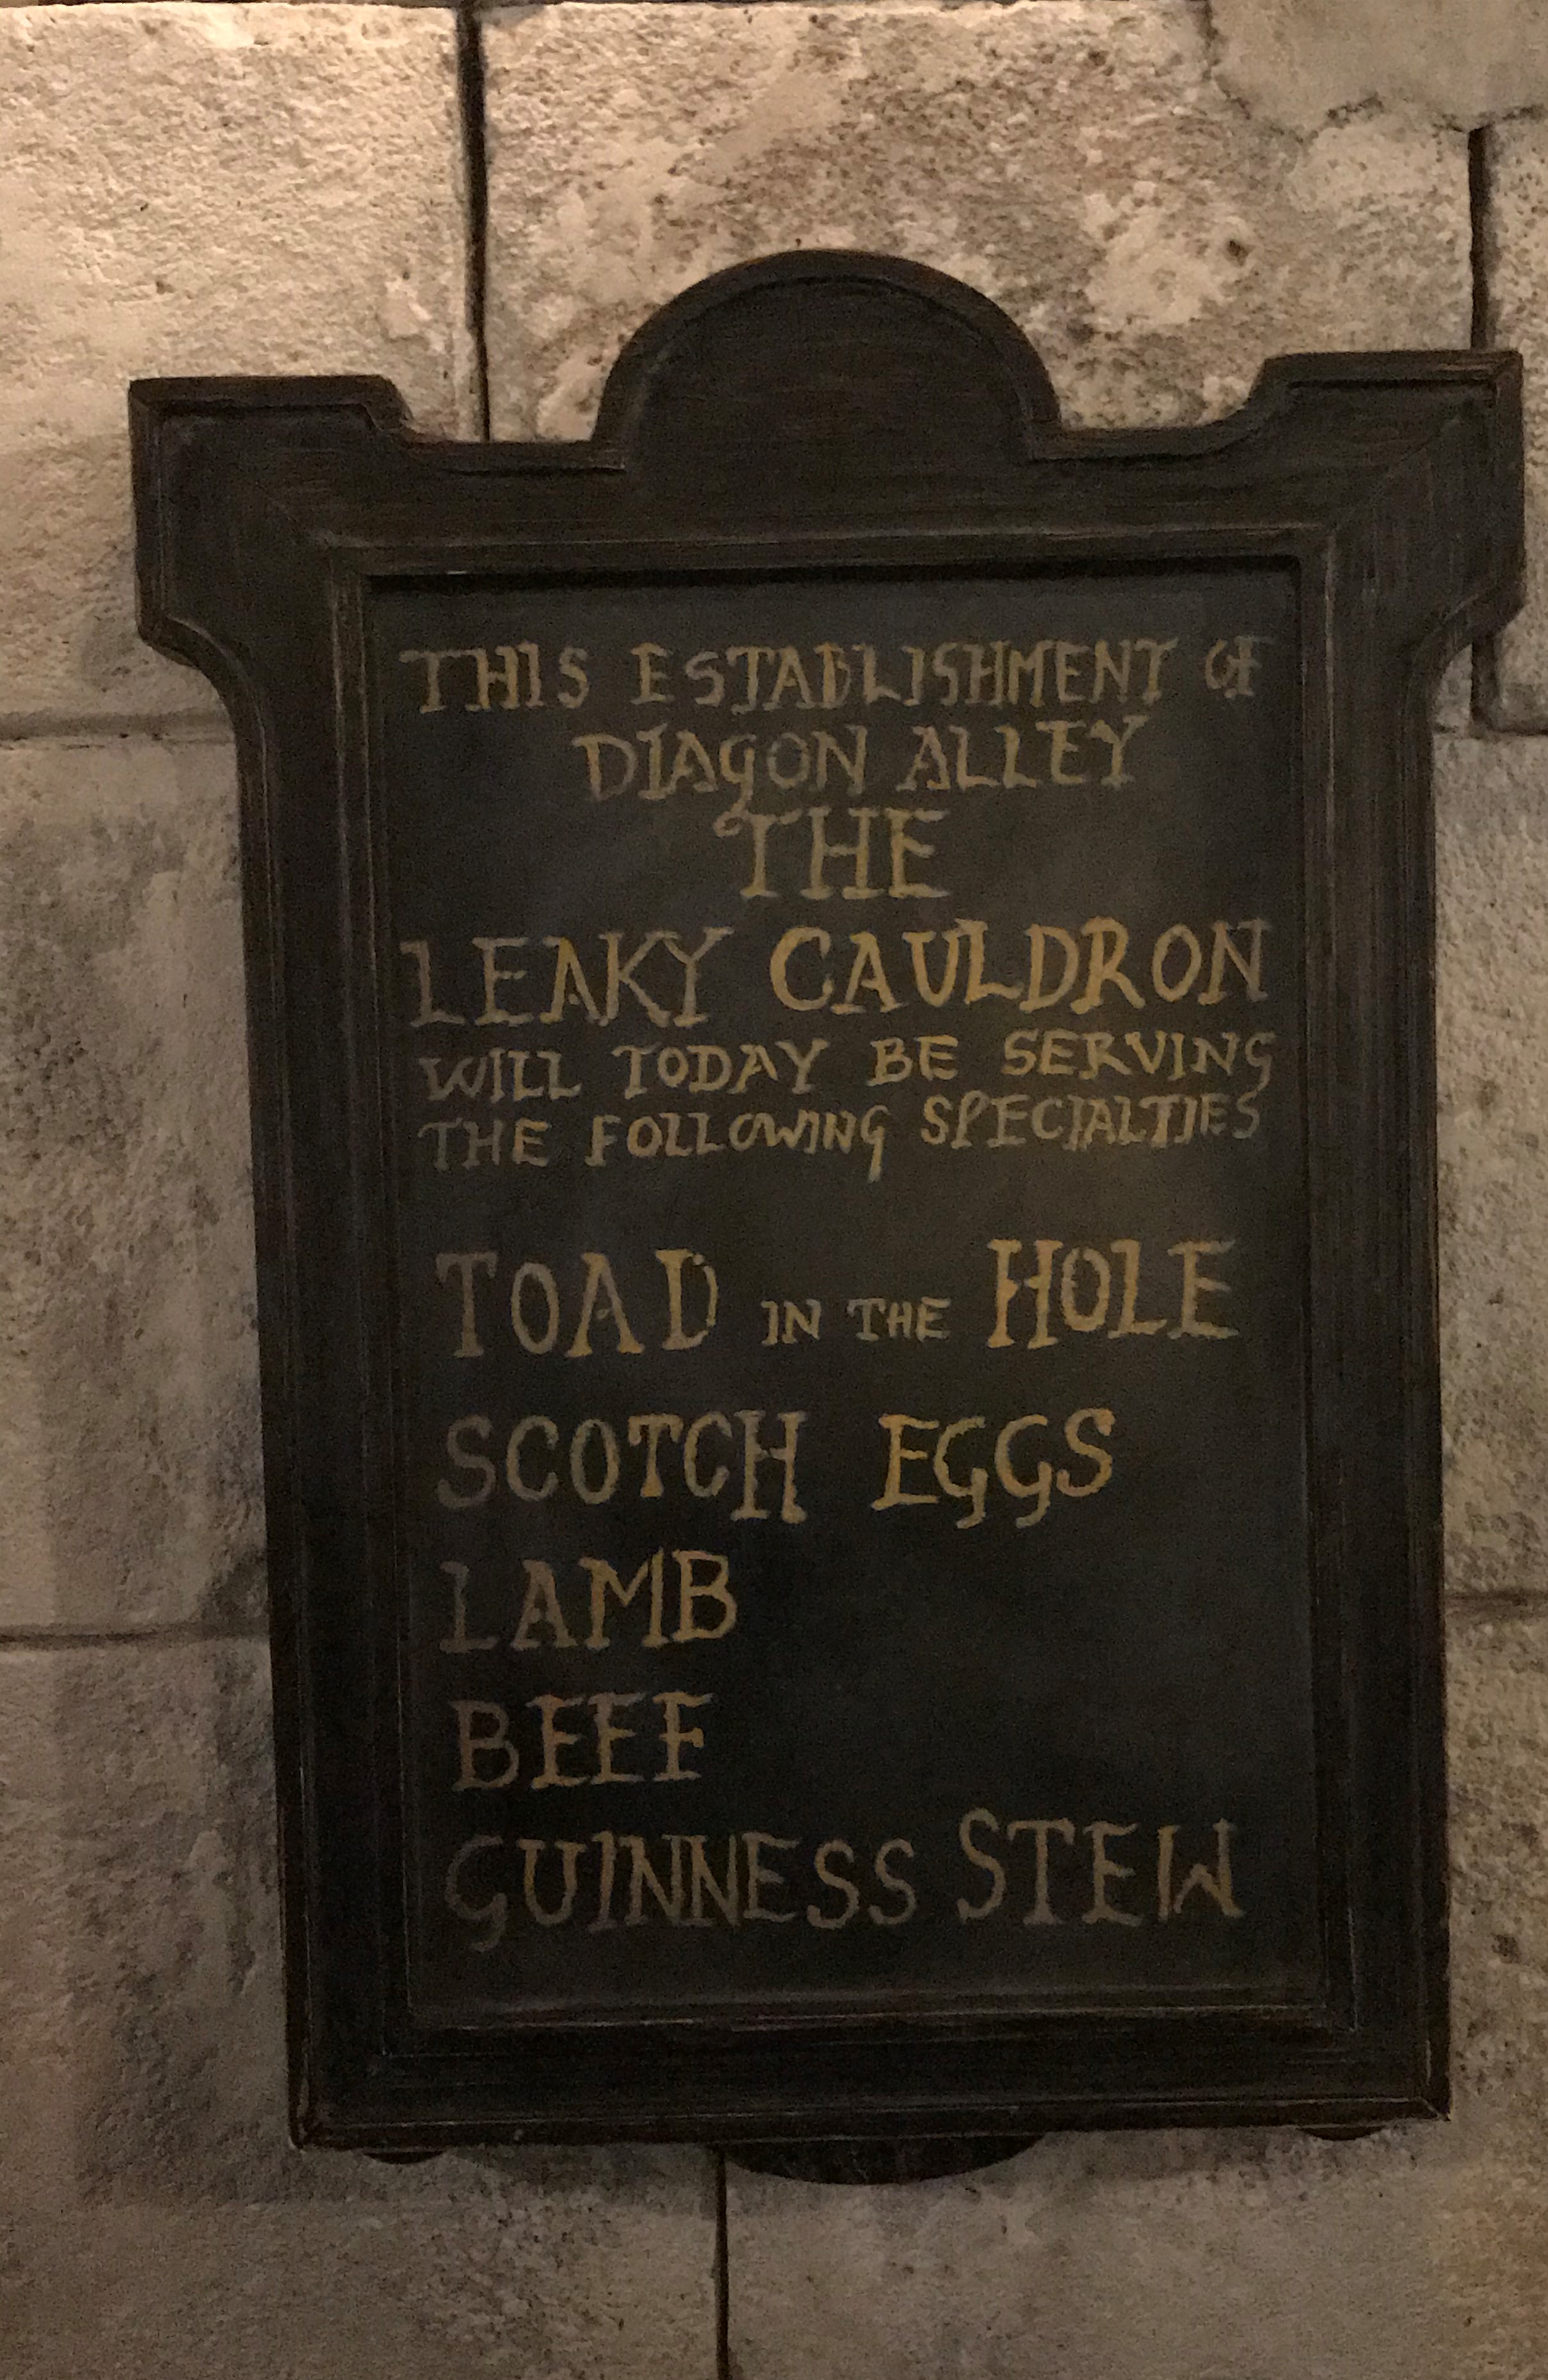 THIS ESTABLISHMENT OF
DIAGON ALLEY
THE
LEAKY CAULDRON
WILL TODAY BE SERVING
THE FOLLOWING SPECIALTIES
TOAD IN THE HOLE
SCOTCH EGGS
LAMB
BEEF
GUINNESS STEW